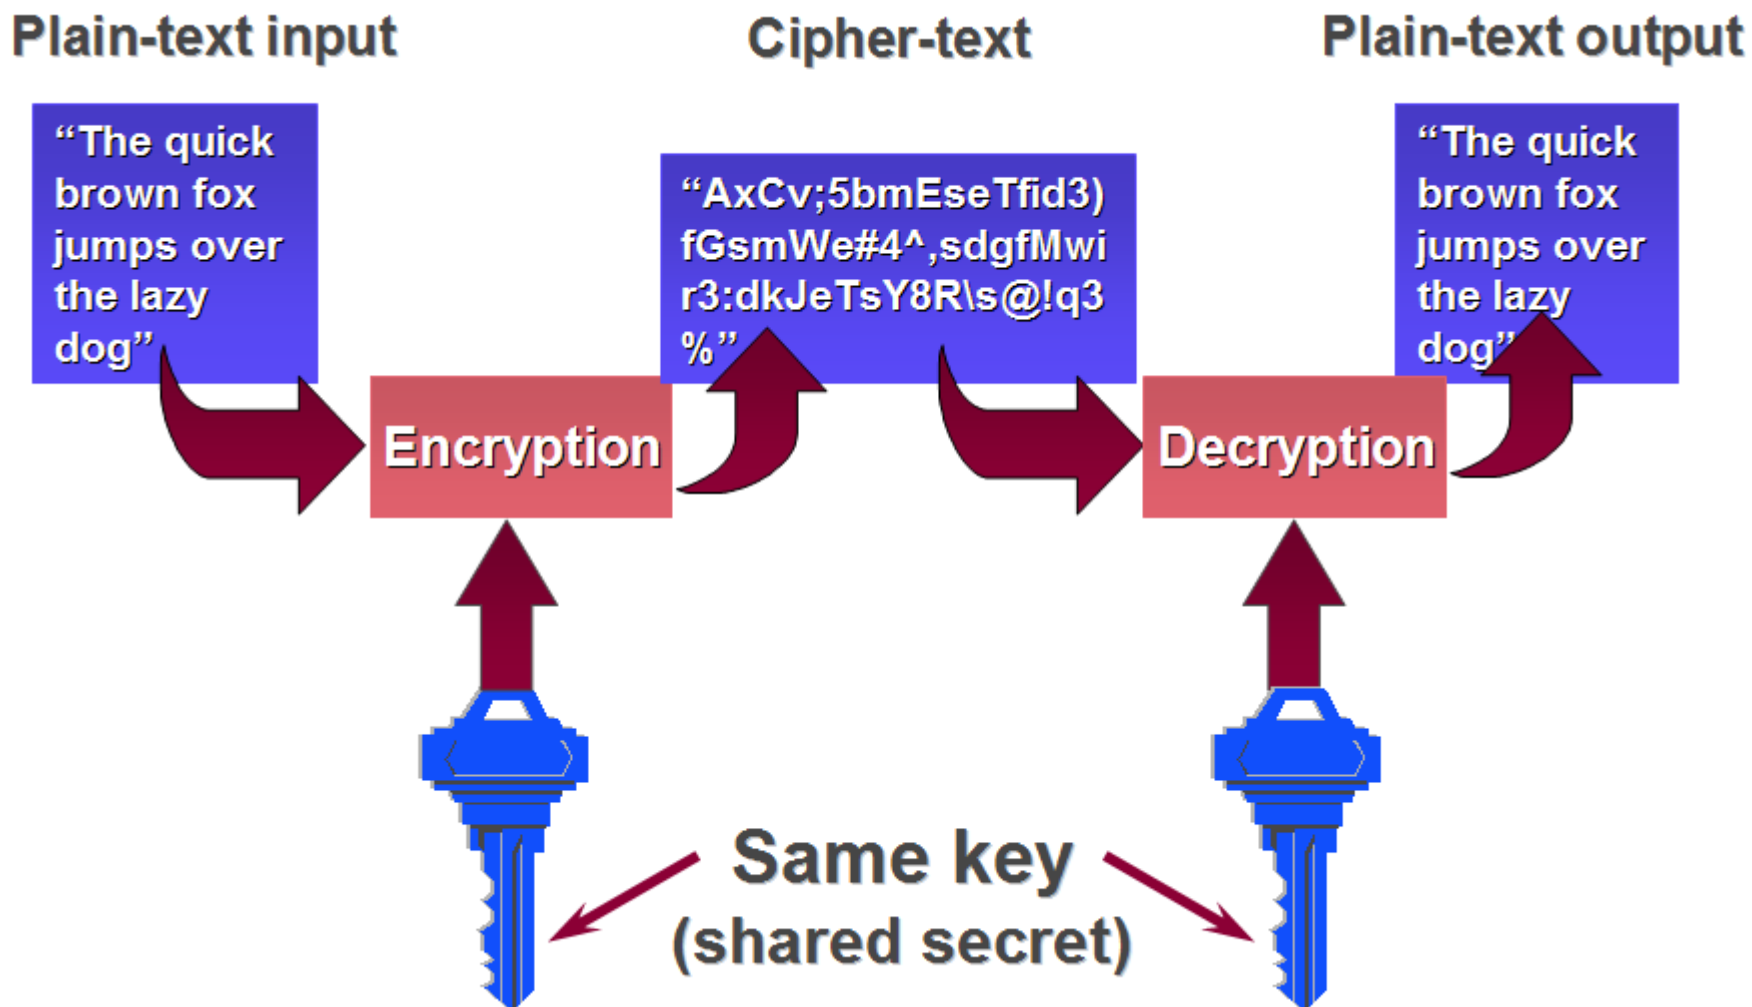 Plain-text input
Cipher-text
Plain-text output
“The quick
brown fox
jumps over
the lazy
dog”
“AxCv;5bmEseTfid3)
fGsmWe#4^,sdgfMwi
r3:dkJeTsY8R\s@!q3
%”
“The quick
brown fox
jumps over
the lazy
dog”
Encryption
Decryption
Same key
(shared secret)